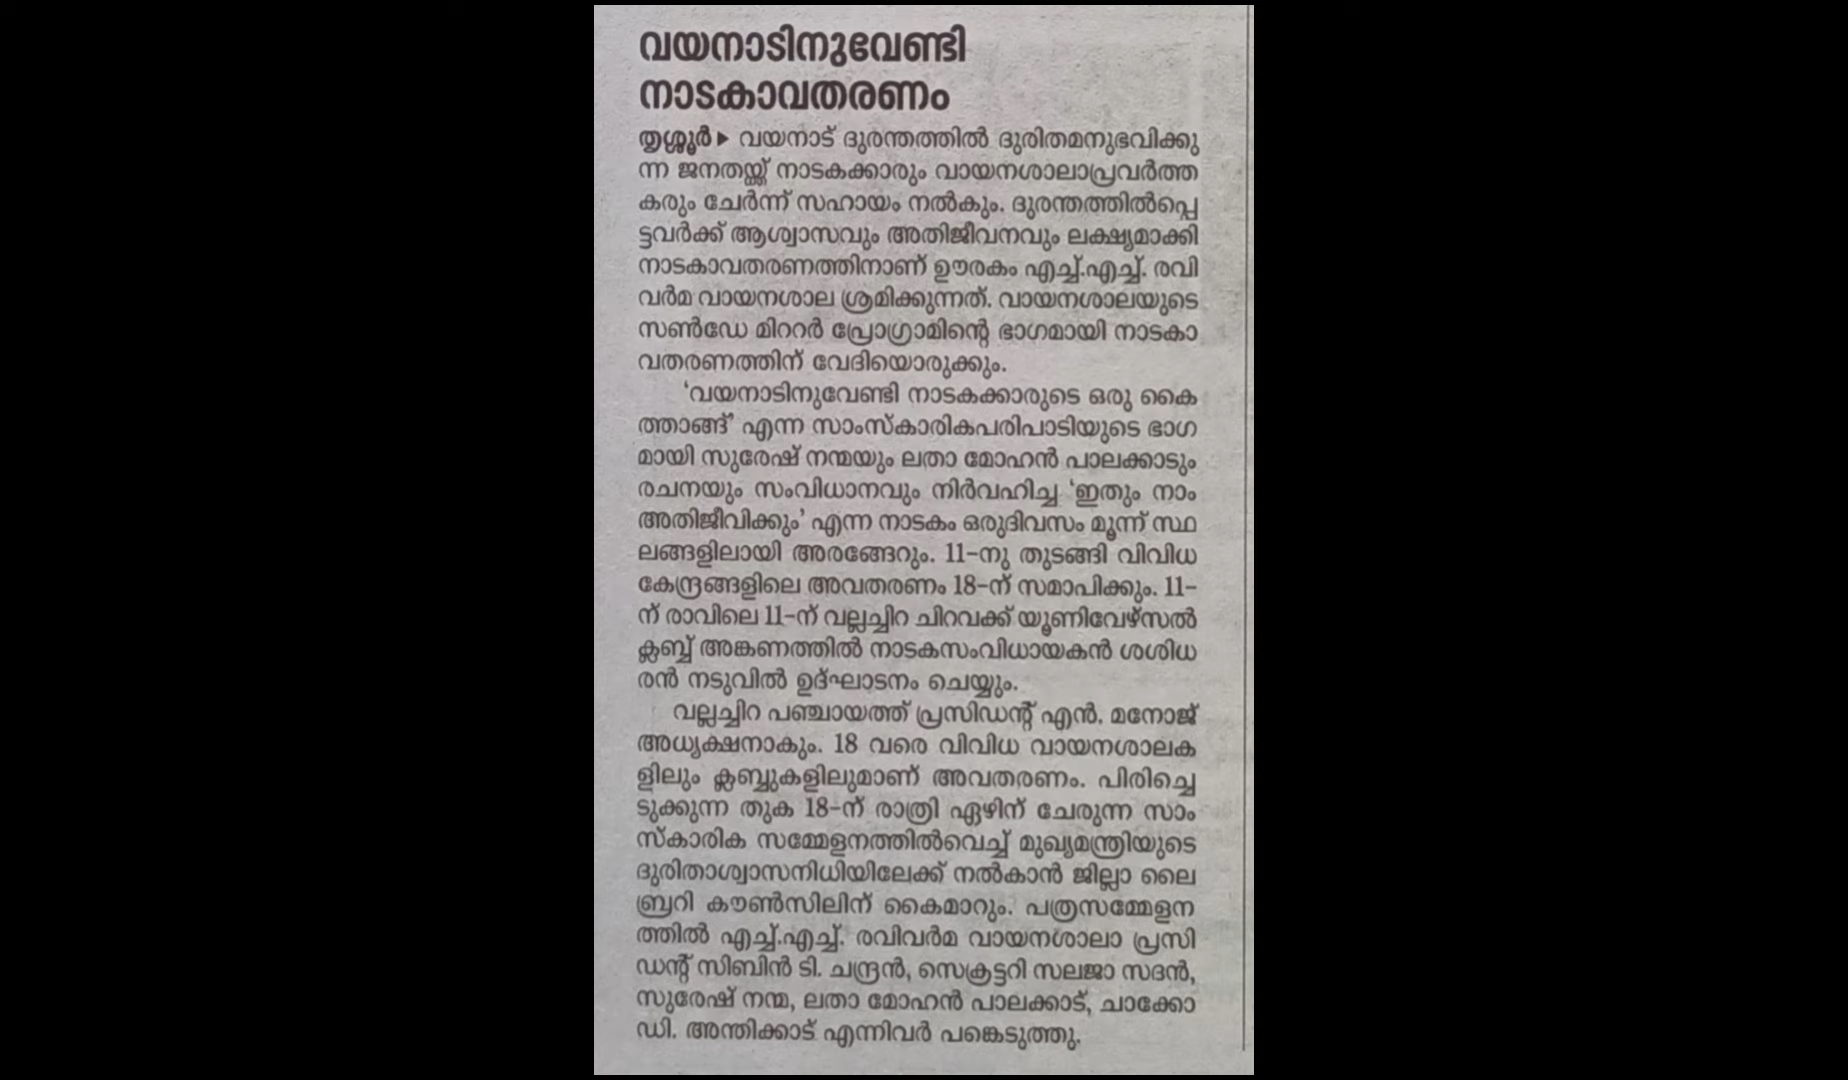 വയനാടിനുവേണ്ടി
നാടകാവതരണം
തൃശ്ശൂർ ▸ വയനാട് ദുരന്തത്തിൽ ദുരിതമനുഭവിക്കു
ന്ന ജനതയ്ക്ക് നാടകക്കാരും വായനശാലാപ്രവർത്ത
കരും ചേർന്ന് സഹായം നൽകും. ദുരന്തത്തിൽപ്പെ
ട്ടവർക്ക് ആശ്വാസവും അതിജീവനവും ലക്ഷ്യമാക്കി
നാടകാവതരണത്തിനാണ് ഊരകം എച്ച്.എച്ച്. രവി
വർമ വായനശാല ശ്രമിക്കുന്നത്. വായനശാലയുടെ
സൺഡേ മിററർ പ്രോഗ്രാമിന്റെ ഭാഗമായി നാടകാ
വതരണത്തിന് വേദിയൊരുക്കും.
‘വയനാടിനുവേണ്ടി നാടകക്കാരുടെ ഒരു കൈ
ത്താങ്ങ്’ എന്ന സാംസ്കാരികപരിപാടിയുടെ ഭാഗ
മായി സുരേഷ് നന്മയും ലതാ മോഹൻ പാലക്കാടും
രചനയും സംവിധാനവും നിർവഹിച്ച ‘ഇതും നാം
അതിജീവിക്കും’ എന്ന നാടകം ഒരുദിവസം മൂന്ന് സ്ഥ
ലങ്ങളിലായി അരങ്ങേറും. 11-നു തുടങ്ങി വിവിധ
കേന്ദ്രങ്ങളിലെ അവതരണം 18-ന് സമാപിക്കും. 11-
ന് രാവിലെ 11-ന് വല്ലച്ചിറ ചിറവക്ക് യൂണിവേഴ്സൽ
ക്ലബ്ബ് അങ്കണത്തിൽ നാടകസംവിധായകൻ ശശിധ
രൻ നടുവിൽ ഉദ്ഘാടനം ചെയ്യും.
വല്ലച്ചിറ പഞ്ചായത്ത് പ്രസിഡന്റ് എൻ. മനോജ്
അധ്യക്ഷനാകും. 18 വരെ വിവിധ വായനശാലക
ളിലും ക്ലബ്ബുകളിലുമാണ് അവതരണം. പിരിച്ചെ
ടുക്കുന്ന തുക 18-ന് രാത്രി ഏഴിന് ചേരുന്ന സാം
സ്കാരിക സമ്മേളനത്തിൽവെച്ച് മുഖ്യമന്ത്രിയുടെ
ദുരിതാശ്വാസനിധിയിലേക്ക് നൽകാൻ ജില്ലാ ലൈ
ബ്രറി കൗൺസിലിന് കൈമാറും. പത്രസമ്മേളന
ത്തിൽ എച്ച്.എച്ച്. രവിവർമ വായനശാലാ പ്രസി
ഡന്റ് സിബിൻ ടി. ചന്ദ്രൻ, സെക്രട്ടറി സലജാ സദൻ,
സുരേഷ് നന്മ, ലതാ മോഹൻ പാലക്കാട്, ചാക്കോ
ഡി. അന്തിക്കാട് എന്നിവർ പങ്കെടുത്തു.